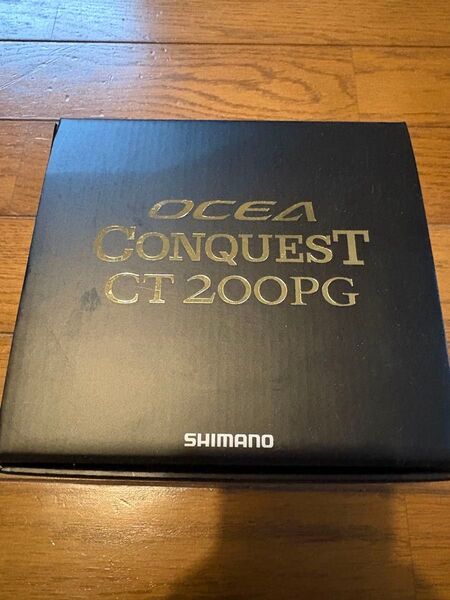 OCEA
CONQUEST
CT 200PG
SHIMANO